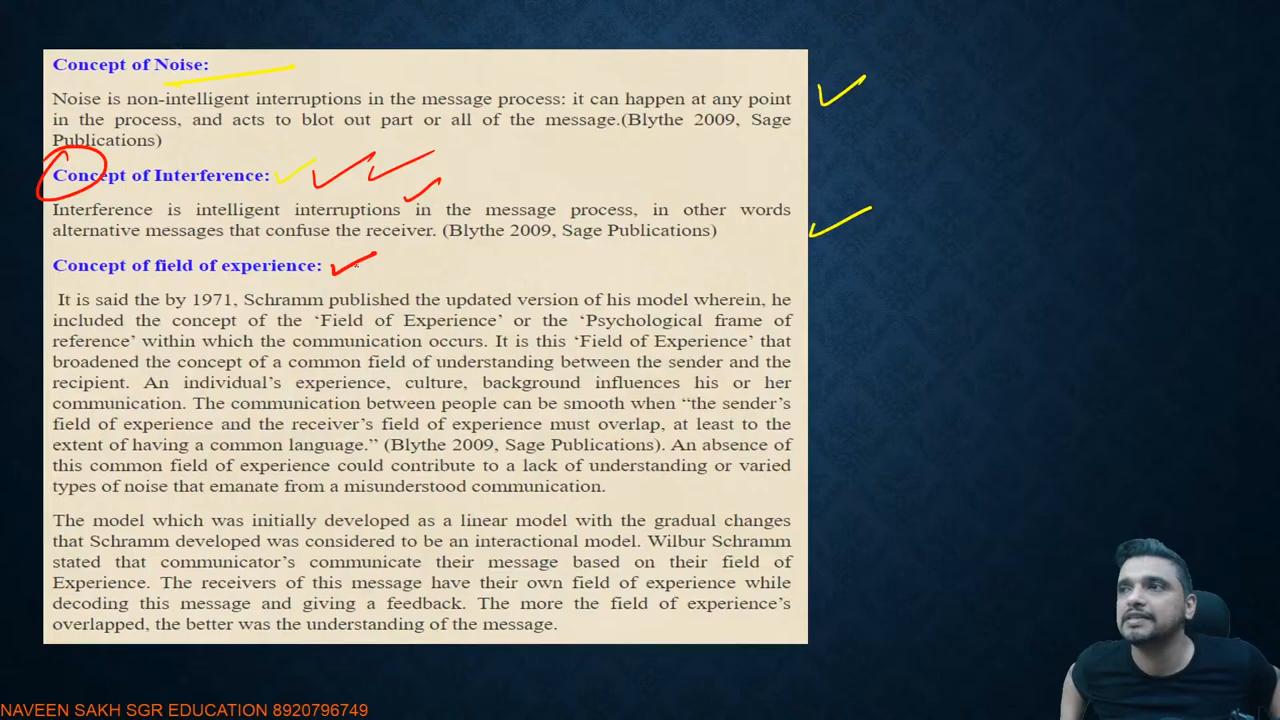 Concept of Noise:
Noise is non-intelligent interruptions in the message process: it can happen at any point
in the process, and acts to blot out part or all of the message.(Blythe 2009, Sage
Publications)
Concept of Interference:
Interference is intelligent interruptions in the message process, in other words
alternative messages that confuse the receiver. (Blythe 2009, Sage Publications)
Concept of field of experience:
It is said the by 1971, Schramm published the updated version of his model wherein, he
included the concept of the ‘Field of Experience’ or the ‘Psychological frame of
reference’ within which the communication occurs. It is this ‘Field of Experience’ that
broadened the concept of a common field of understanding between the sender and the
recipient. An individual’s experience, culture, background influences his or her
communication. The communication between people can be smooth when “the sender’s
field of experience and the receiver’s field of experience must overlap, at least to the
extent of having a common language.” (Blythe 2009, Sage Publications). An absence of
this common field of experience could contribute to a lack of understanding or varied
types of noise that emanate from a misunderstood communication.
The model which was initially developed as a linear model with the gradual changes
that Schramm developed was considered to be an interactional model. Wilbur Schramm
stated that communicator’s communicate their message based on their field of
Experience. The receivers of this message have their own field of experience while
decoding this message and giving a feedback. The more the field of experience’s
overlapped, the better was the understanding of the message.
NAVEEN SAKH SGR EDUCATION 8920796749